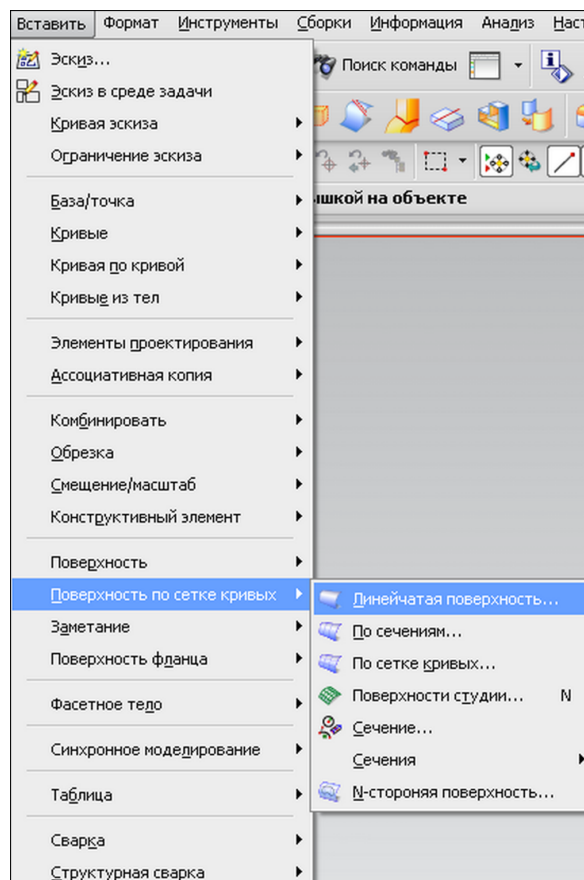 Вставить Формат Инструменты Сборки Информация Анализ Наст
Эскиз...
Поиск команды
Эскиз в среде задачи
Кривая эскиза
Ограничение эскиза
ышкой на объекте
База/точка
Кривые
Кривая по кривой
Кривые из тел
Элементы проектирования
Ассоциативная копия
Комбинировать
Обрезка
Смещение/масштаб
Конструктивный элемент
Поверхность
Поверхность по сетке кривых
Линейчатая поверхность...
Заметание
По сечениям...
Поверхность фланца
По сетке кривых...
Фасетное тело
Поверхности студии... N
Сечение...
Синхронное моделирование
Сечения
Таблица
N-стороняя поверхность...
Сварка
Структурная сварка